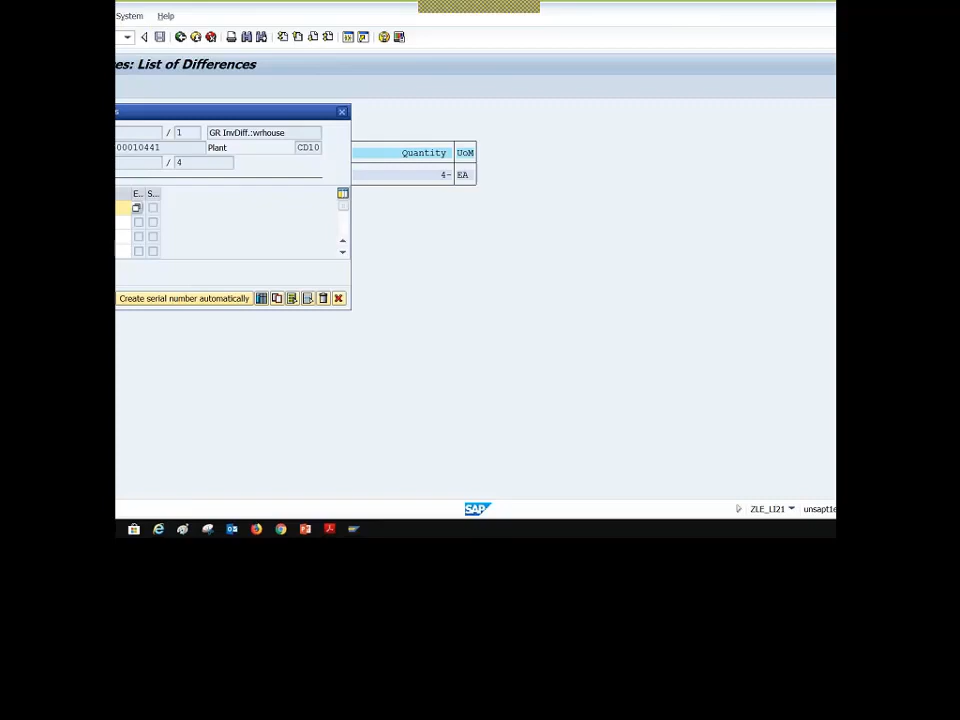 System Help
es: List of Differences
s
/ 1 GR InvDiff.:wrhouse
00010441 Plant CD10
/ 4
Quantity UoM
4- EA
E.. S...
Create serial number automatically
SAP
ZLE_LI21 unsapt1e